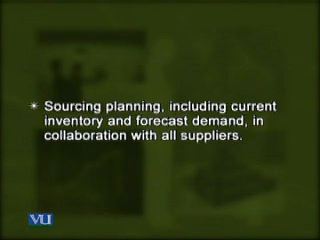 Sourcing planning, including current
inventory and forecast demand, in
collaboration with all suppliers.
VU